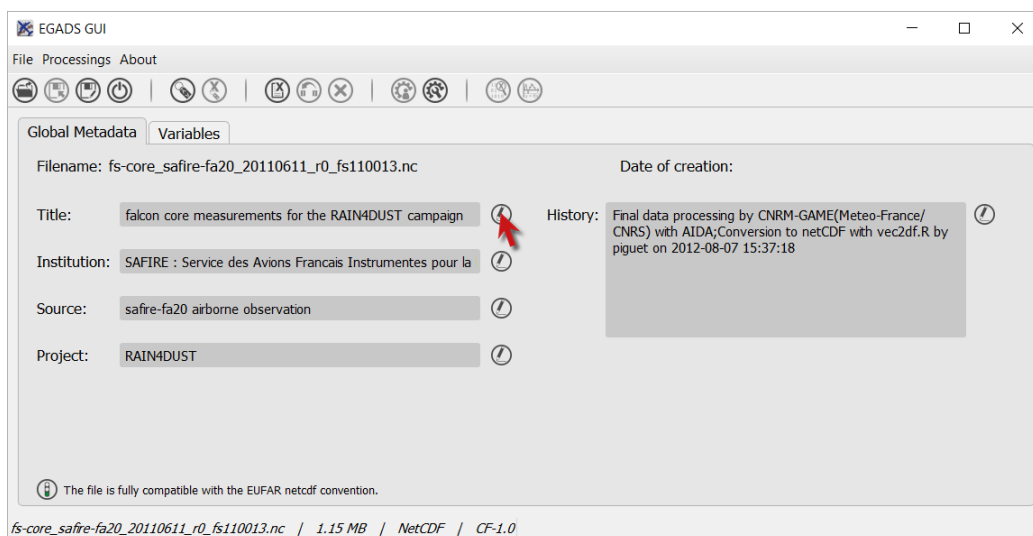 EGADS GUI
File Processings About
Global Metadata Variables
Filename: fs-core_safire-fa20_20110611_r0_fs110013.nc Date of creation:
Title: falcon core measurements for the RAIN4DUST campaign
History: Final data processing by CNRM-GAME(Meteo-France/
CNRS) with AIDA;Conversion to netCDF with vec2df.R by
piguet on 2012-08-07 15:37:18
Institution: SAFIRE : Service des Avions Francais Instrumentes pour la
Source: safire-fa20 airborne observation
Project: RAIN4DUST
The file is fully compatible with the EUFAR netcdf convention.
fs-core_safire-fa20_20110611_r0_fs110013.nc | 1.15 MB | NetCDF | CF-1.0